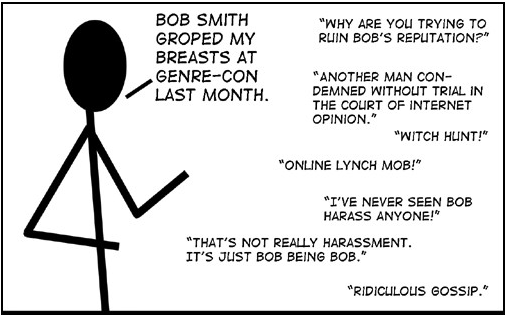 BOB SMITH
GROPED MY
BREASTS AT
GENRE-CON
LAST MONTH.
"WHY ARE YOU TRYING TO
RUIN BOB'S REPUTATION?"
"ANOTHER MAN CON-
DEMNED WITHOUT TRIAL IN
THE COURT OF INTERNET
OPINION."
"WITCH HUNT!"
"ONLINE LYNCH MOB!"
"I'VE NEVER SEEN BOB
HARASS ANYONE!"
"THAT'S NOT REALLY HARASSMENT.
IT'S JUST BOB BEING BOB."
"RIDICULOUS GOSSIP."